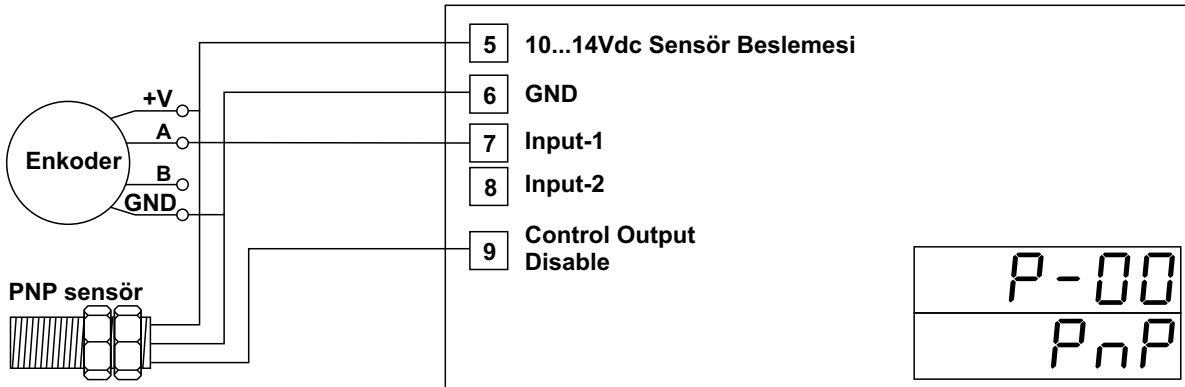 5 10...14Vdc Sensör Beslemesi
6 GND
7 Input-1
8 Input-2
9 Control Output
Disable
+V
A
B
GND
Enkoder
PNP sensör
P-00
PnP